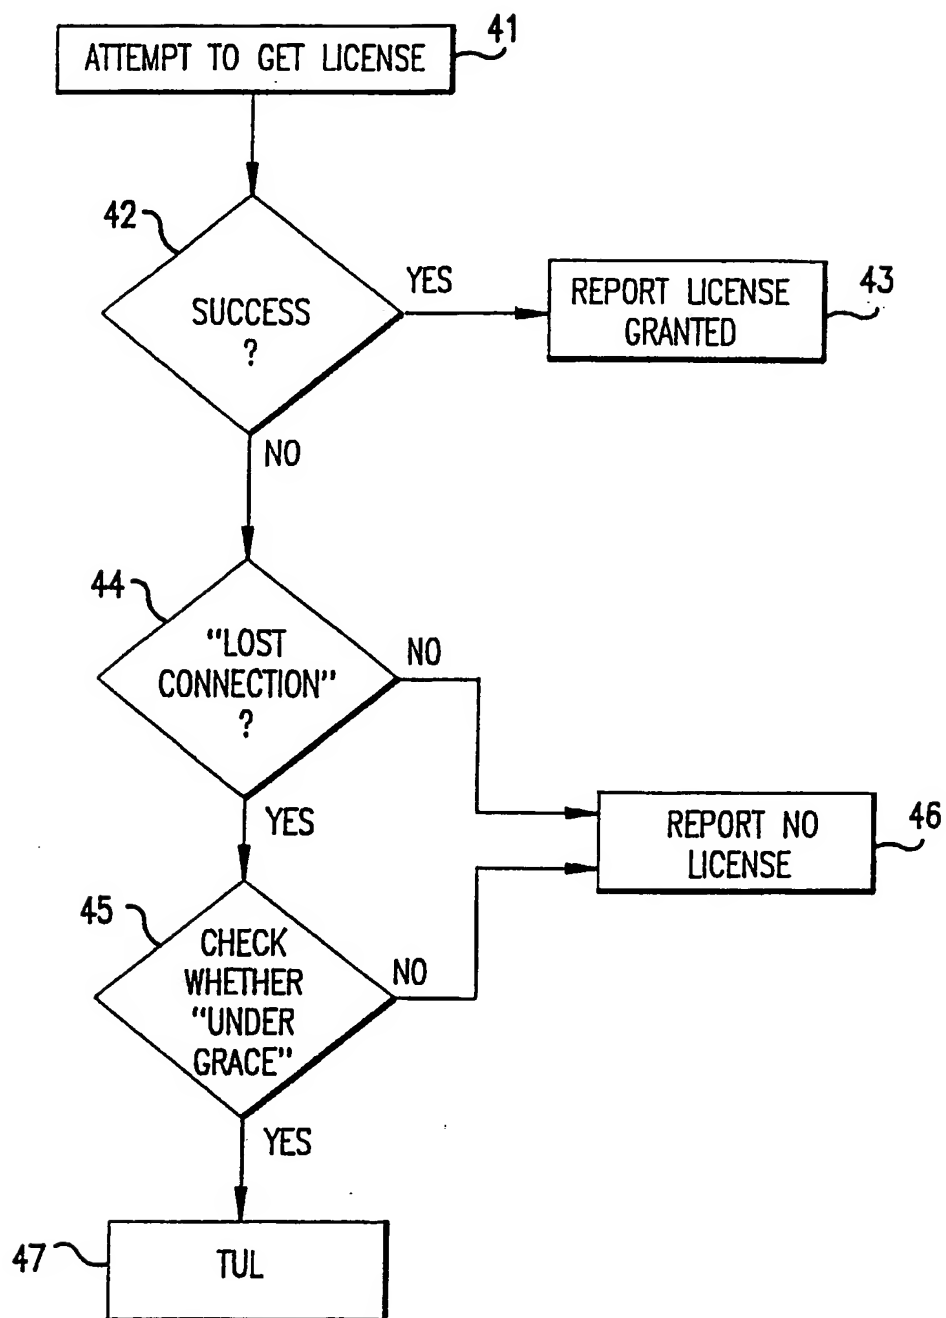 41
ATTEMPT TO GET LICENSE
42
SUCCESS
?
YES
REPORT LICENSE
GRANTED
43
NO
44
"LOST
CONNECTION"
?
NO
YES
REPORT NO
LICENSE
46
45
CHECK
WHETHER
"UNDER
GRACE"
NO
YES
47
TUL